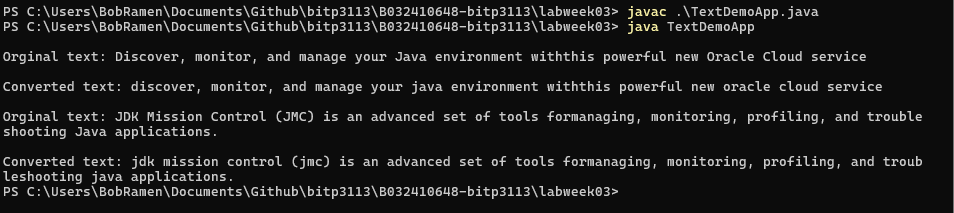 PS C:\Users\BobRamen\Documents\Github\bitp3113\B032410648-bitp3113\labweek03> javac .\TextDemoApp.java
PS C:\Users\BobRamen\Documents\Github\bitp3113\B032410648-bitp3113\labweek03> java TextDemoApp
Orginal text: Discover, monitor, and manage your Java environment withthis powerful new Oracle Cloud service
Converted text: discover, monitor, and manage your java environment withthis powerful new oracle cloud service
Orginal text: JDK Mission Control (JMC) is an advanced set of tools formanaging, monitoring, profiling, and trouble
shooting Java applications.
Converted text: jdk mission control (jmc) is an advanced set of tools formanaging, monitoring, profiling, and troub
leshooting java applications.
PS C:\Users\BobRamen\Documents\Github\bitp3113\B032410648-bitp3113\labweek03>